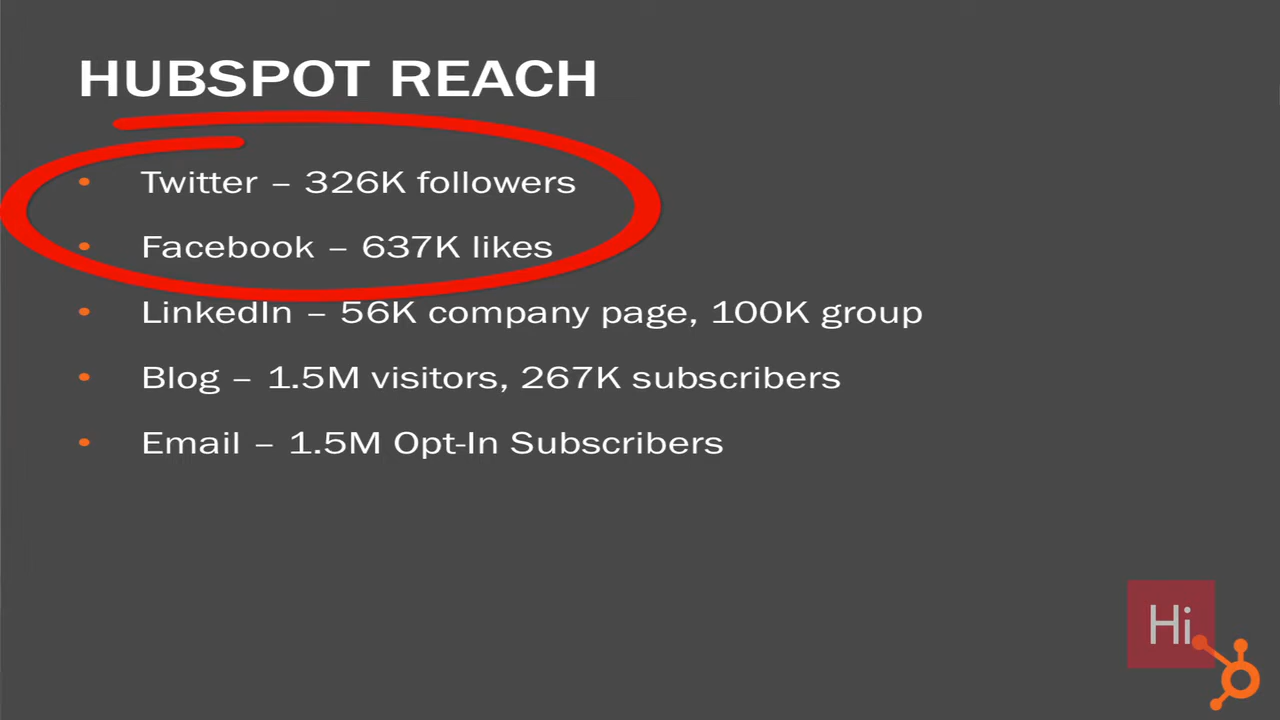 HUBSPOT REACH
• Twitter – 326K followers
• Facebook – 637K likes
• LinkedIn – 56K company page, 100K group
• Blog – 1.5M visitors, 267K subscribers
• Email – 1.5M Opt-In Subscribers
Hi